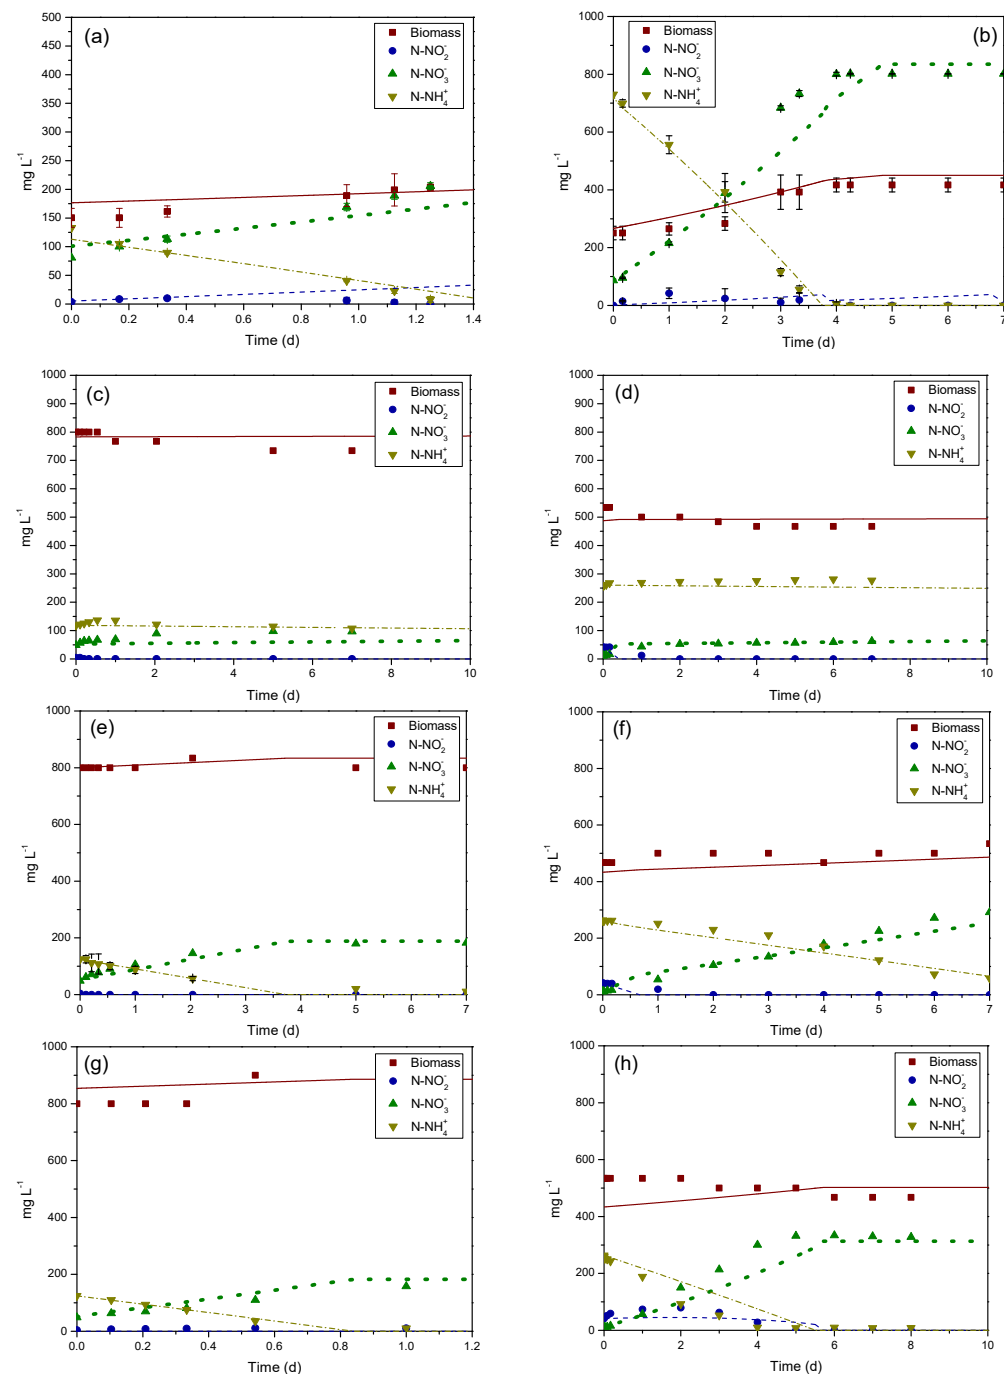 (a)
Biomass
N-NO2-
N-NO3-
N-NH4+
mg L-1
500
450
400
350
300
250
200
150
100
50
0
0.0 0.2 0.4 0.6 0.8 1.0 1.2 1.4
Time (d)
(b)
Biomass
N-NO2-
N-NO3-
N-NH4+
mg L-1
1000
800
600
400
200
0
0 1 2 3 4 5 6 7
Time (d)
(c)
Biomass
N-NO2-
N-NO3-
N-NH4+
mg L-1
1000
900
800
700
600
500
400
300
200
100
0
0 2 4 6 8 10
Time (d)
(d)
Biomass
N-NO2-
N-NO3-
N-NH4+
mg L-1
1000
900
800
700
600
500
400
300
200
100
0
0 2 4 6 8 10
Time (d)
(e)
Biomass
N-NO2-
N-NO3-
N-NH4+
mg L-1
1000
800
600
400
200
0
0 1 2 3 4 5 6 7
Time (d)
(f)
Biomass
N-NO2-
N-NO3-
N-NH4+
mg L-1
1000
800
600
400
200
0
0 1 2 3 4 5 6 7
Time (d)
(g)
Biomass
N-NO2-
N-NO3-
N-NH4+
mg L-1
1000
800
600
400
200
0
0.0 0.2 0.4 0.6 0.8 1.0 1.2
Time (d)
(h)
Biomass
N-NO2-
N-NO3-
N-NH4+
mg L-1
1000
800
600
400
200
0
0 2 4 6 8 10
Time (d)